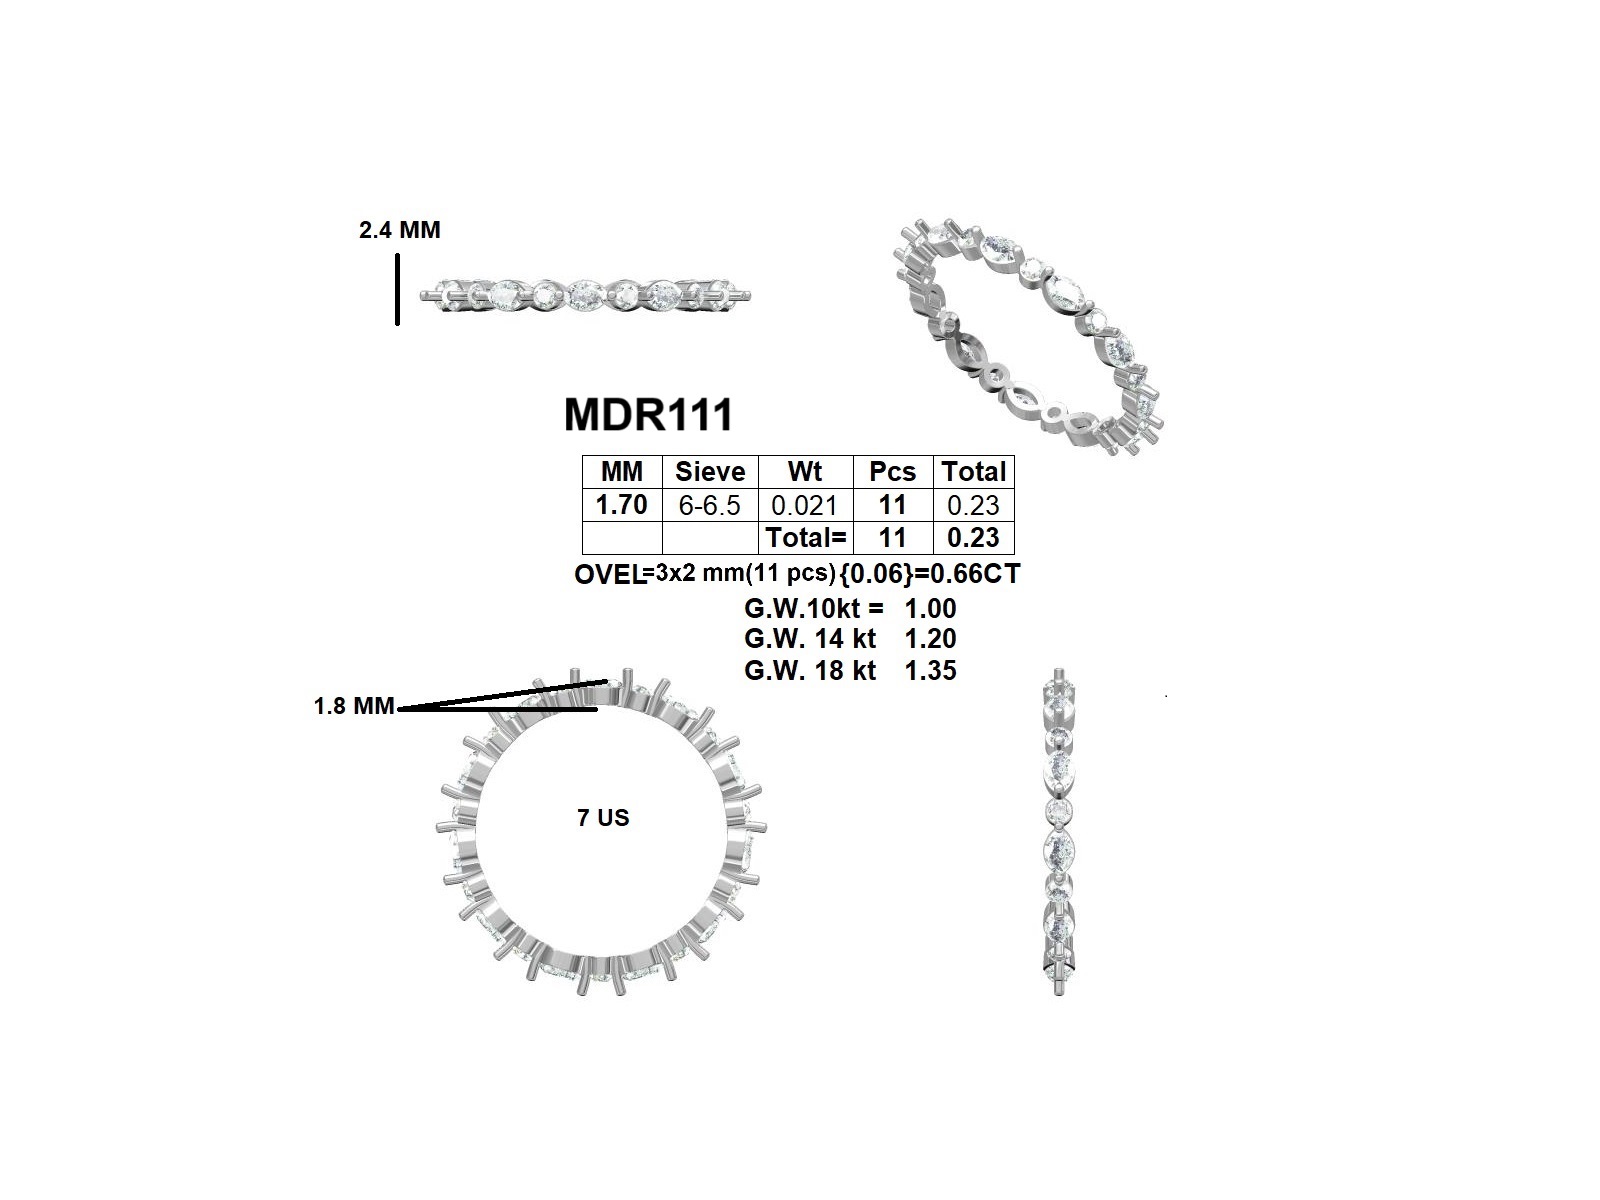 2.4 MM
MDR111
MM Sieve Wt Pcs Total
1.70 6-6.5 0.021 11 0.23
Total= 11 0.23
OVEL=3x2 mm(11 pcs){0.06}=0.66CT
G.W.10kt = 1.00
G.W. 14 kt 1.20
G.W. 18 kt 1.35
1.8 MM
7 US